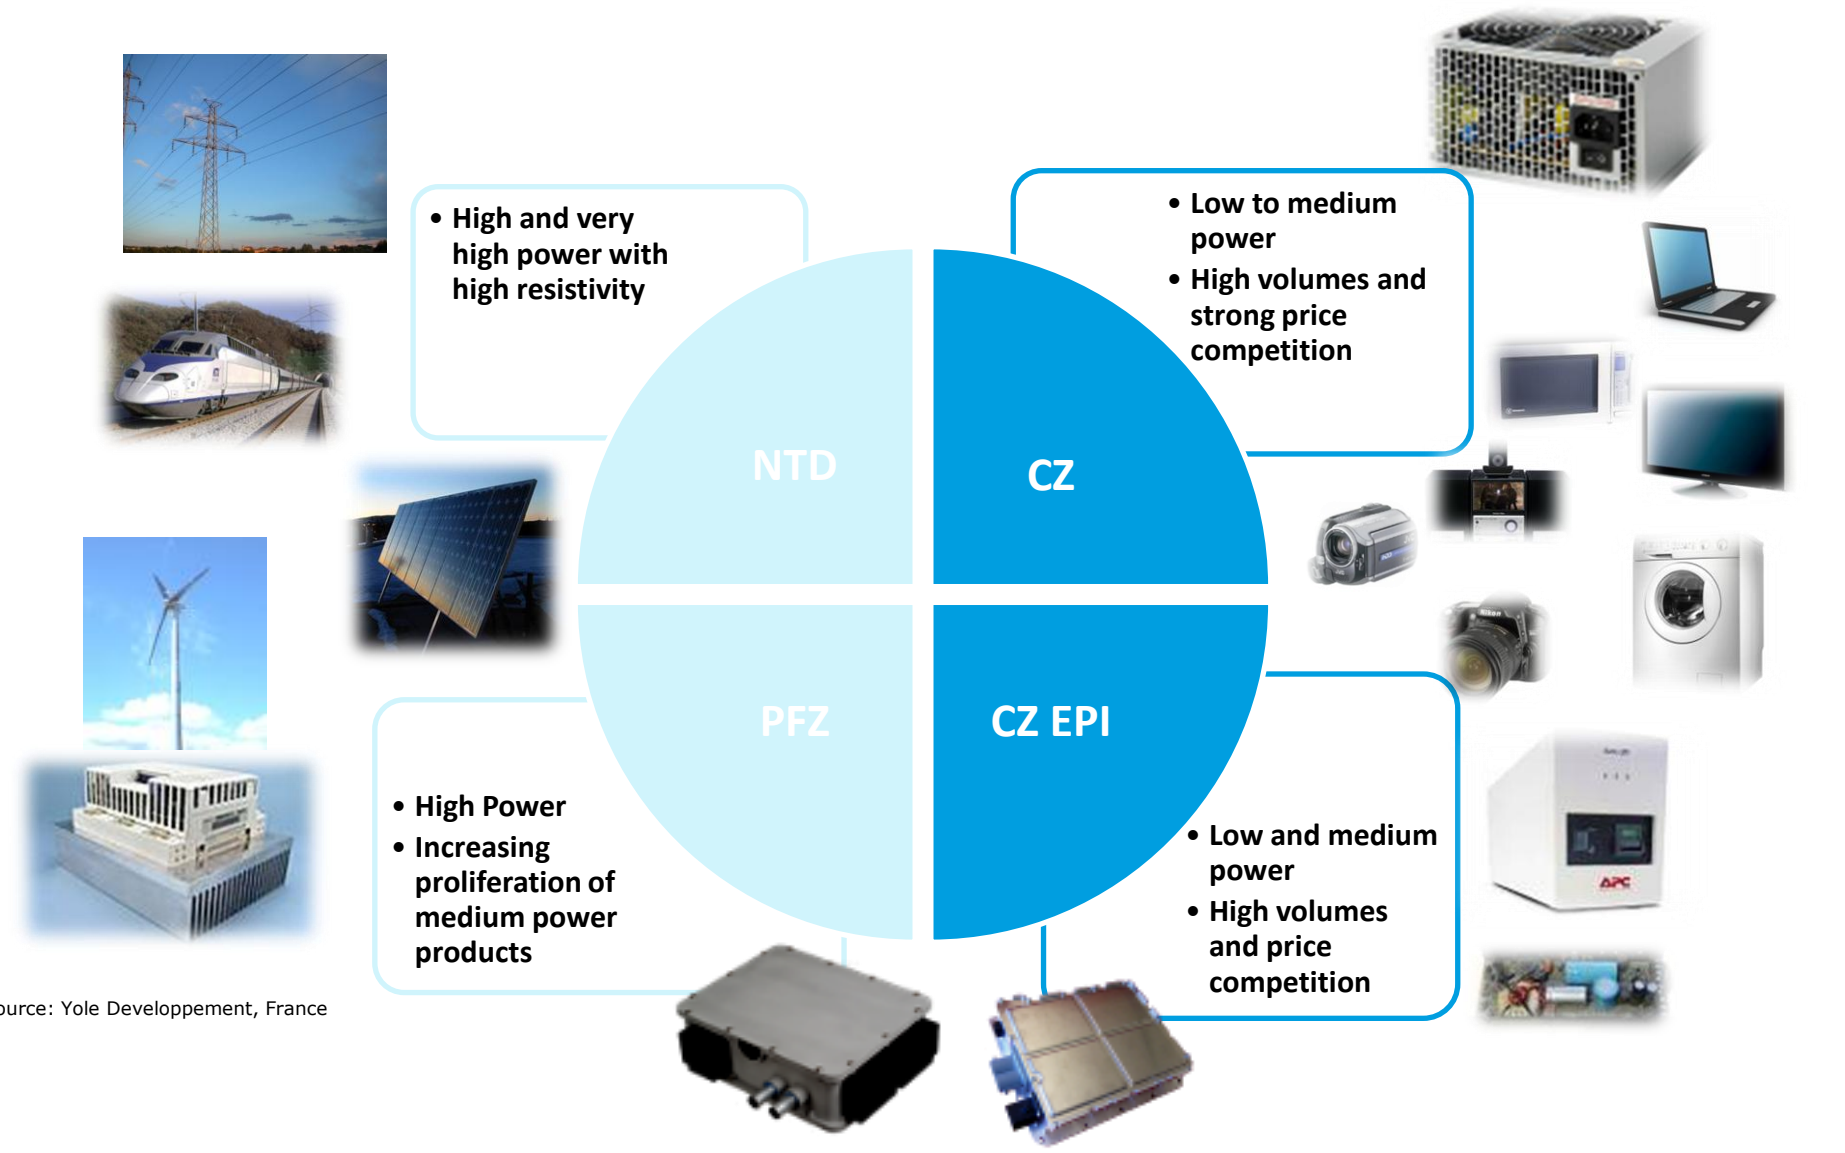 • High and very
high power with
high resistivity
• Low to medium
power
• High volumes and
strong price
competition
NTD
CZ
PFZ
CZ EPI
• High Power
• Increasing
proliferation of
medium power
products
• Low and medium
power
• High volumes
and price
competition
Nikon
APC
ource: Yole Developpement, France